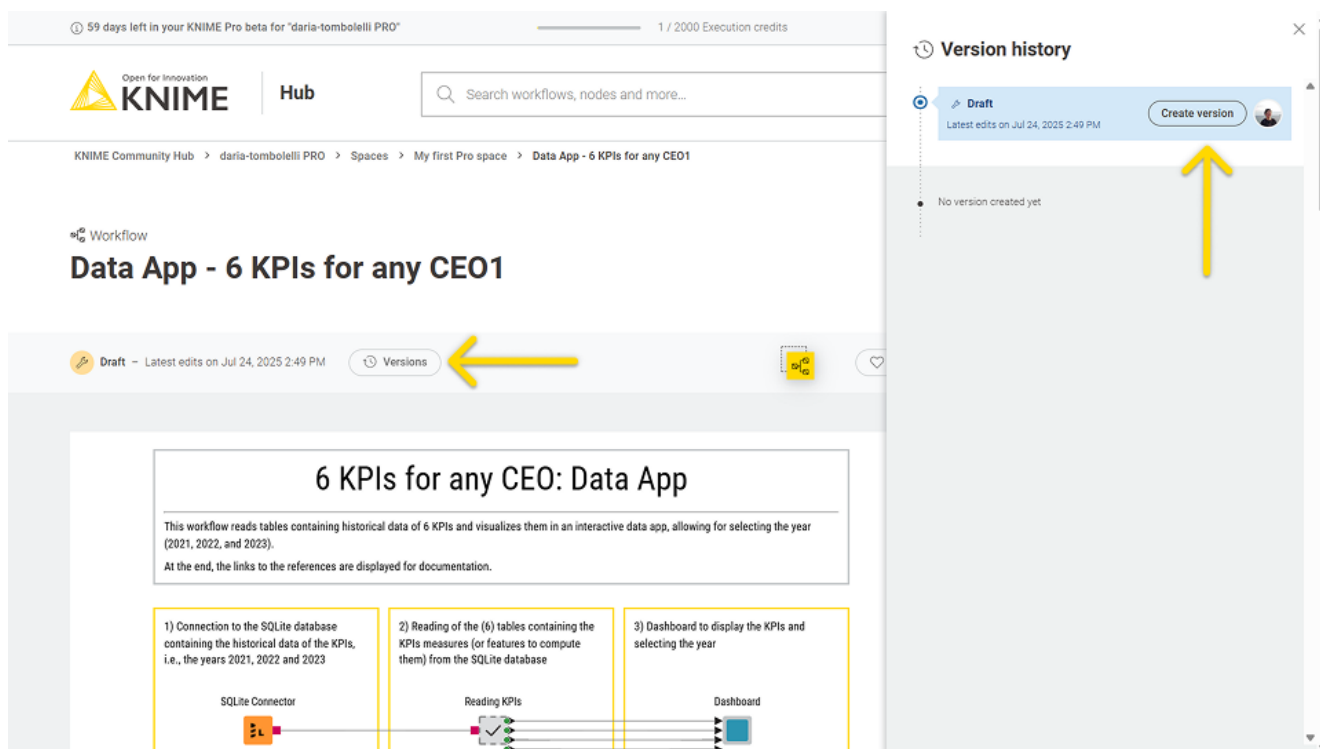 59 days left in your KNIME Pro beta for "daria-tombolelli PRO"
1 / 2000 Execution credits
Open for Innovation
KNIME
Hub
Search workflows, nodes and more...
KNIME Community Hub > daria-tombolelli PRO > Spaces > My first Pro space > Data App - 6 KPIs for any CEO1
Workflow
Data App - 6 KPIs for any CEO1
Draft – Latest edits on Jul 24, 2025 2:49 PM
Versions
6 KPIs for any CEO: Data App
This workflow reads tables containing historical data of 6 KPIs and visualizes them in an interactive data app, allowing for selecting the year
(2021, 2022, and 2023).
At the end, the links to the references are displayed for documentation.
1) Connection to the SQLite database
containing the historical data of the KPIs,
i.e., the years 2021, 2022 and 2023
SQLite Connector
2) Reading of the (6) tables containing the
KPIs measures (or features to compute
them) from the SQLite database
Reading KPIs
3) Dashboard to display the KPIs and
selecting the year
Dashboard
Version history
Draft
Latest edits on Jul 24, 2025 2:49 PM
Create version
No version created yet